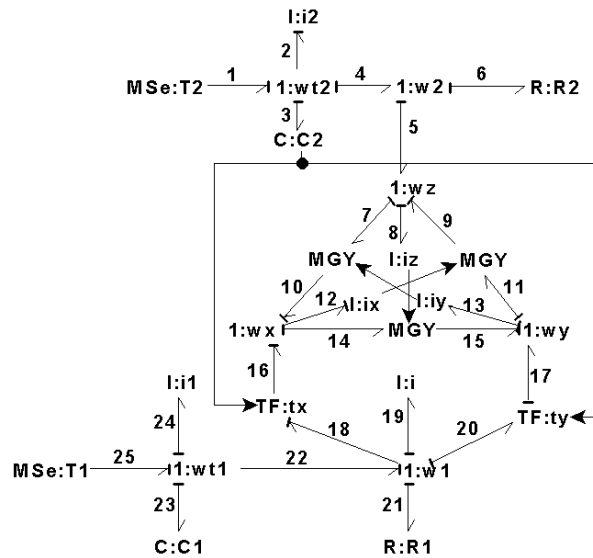 I:i2
2
1 4 6
MSe:T2 1:wt2 1:w2 R:R2
3
C:C2 5
1:wz
7 8 9
MGY I:iz MGY
10 11
12 I:ix I:iy 13
1:wx MGY 1:wy
14 15
16 17
I:i1 I:i
TF:tx TF:ty
24 18 19 20
25 22
MSe:T1 1:wt1 1:w1
23 21
C:C1 R:R1